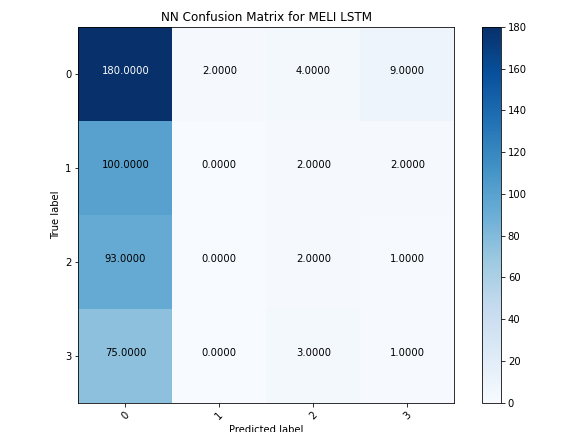 NN Confusion Matrix for MELI LSTM
180
0 180.0000 2.0000 4.0000 9.0000
160
140
1 100.0000 0.0000 2.0000 2.0000
120
100
True label
80
2 93.0000 0.0000 2.0000 1.0000
60
40
3 75.0000 0.0000 3.0000 1.0000
20
0
0 1 2 3
Predicted label